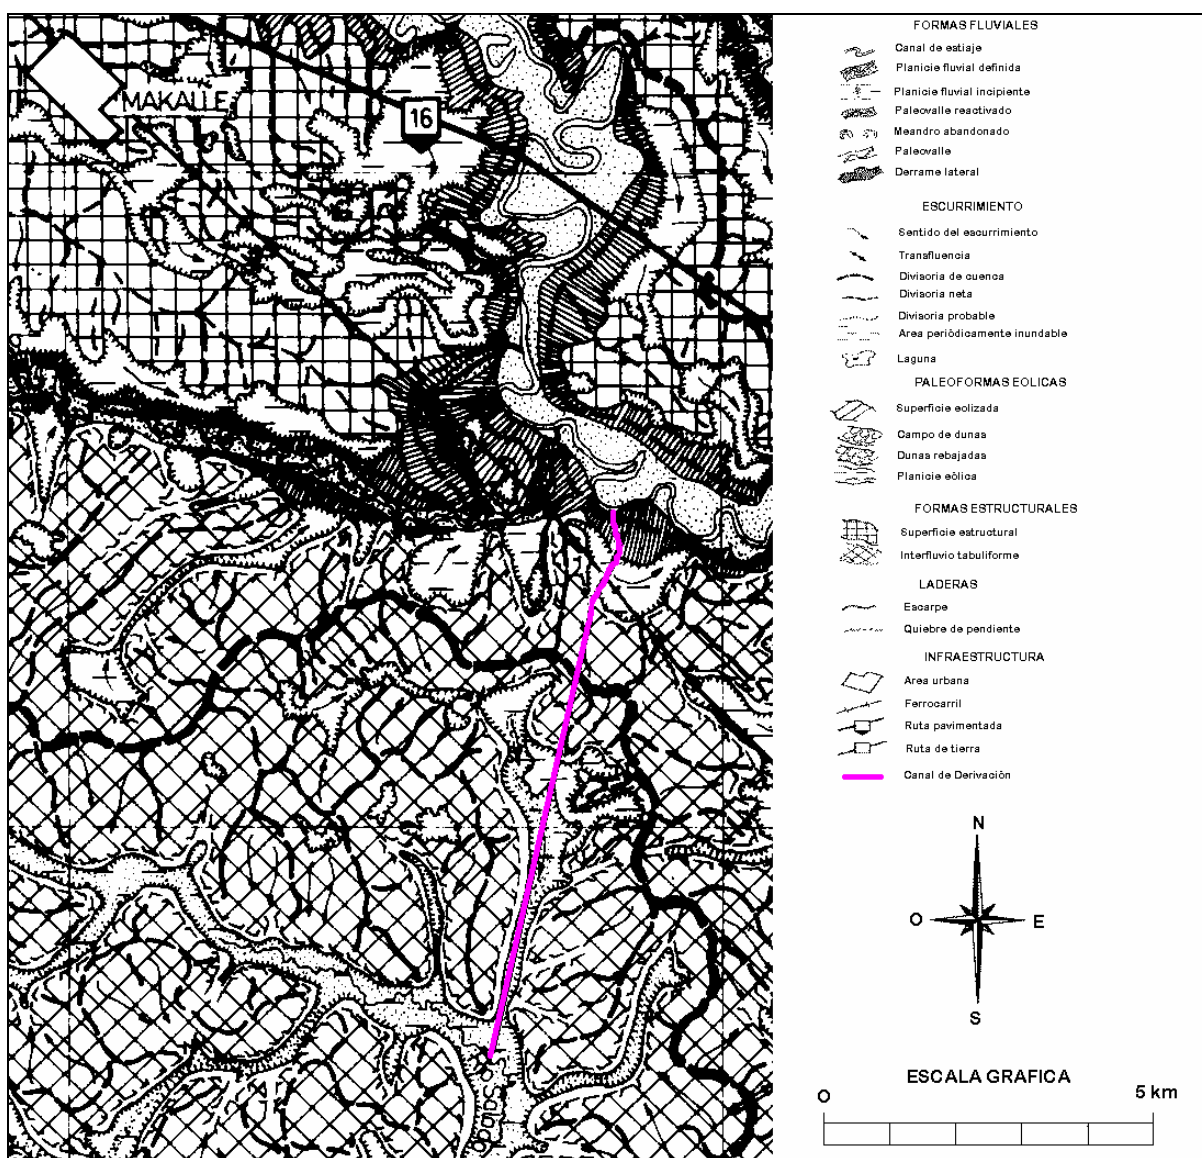 MAKALLE
16
Salado
FORMAS FLUVIALES
Canal de estiaje
Planicie fluvial definida
Planicie fluvial incipiente
Paleovalle reactivado
Meandro abandonado
Paleovalle
Derrame lateral
ESCURRIMIENTO
Sentido del escurrimiento
Transfluencia
Divisoria de cuenca
Divisoria neta
Divisoria probable
Area periòdicamente inundable
Laguna
PALEOFORMAS EOLICAS
Superficie eolizada
Campo de dunas
Dunas rebajadas
Planicie eòlica
FORMAS ESTRUCTURALES
Superficie estructural
Interfluvio tabuliforme
LADERAS
Escarpe
Quiebre de pendiente
INFRAESTRUCTURA
Area urbana
Ferrocarril
Ruta pavimentada
Ruta de tierra
Canal de Derivación
N
O E
S
ESCALA GRAFICA
O 5 km